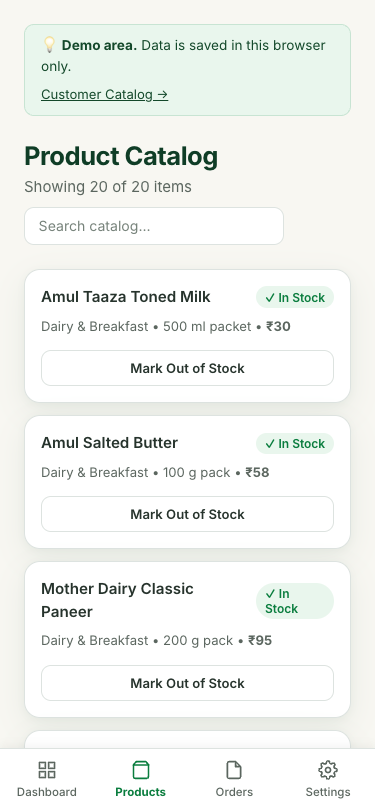 💡 Demo area. Data is saved in this browser
only.
Customer Catalog →
Product Catalog
Showing 20 of 20 items
Search catalog...
Amul Taaza Toned Milk
✓ In Stock
Dairy & Breakfast • 500 ml packet • ₹30
Mark Out of Stock
Amul Salted Butter
✓ In Stock
Dairy & Breakfast • 100 g pack • ₹58
Mark Out of Stock
Mother Dairy Classic
Paneer
✓ In
Stock
Dairy & Breakfast • 200 g pack • ₹95
Mark Out of Stock
Dashboard
Products
Orders
Settings